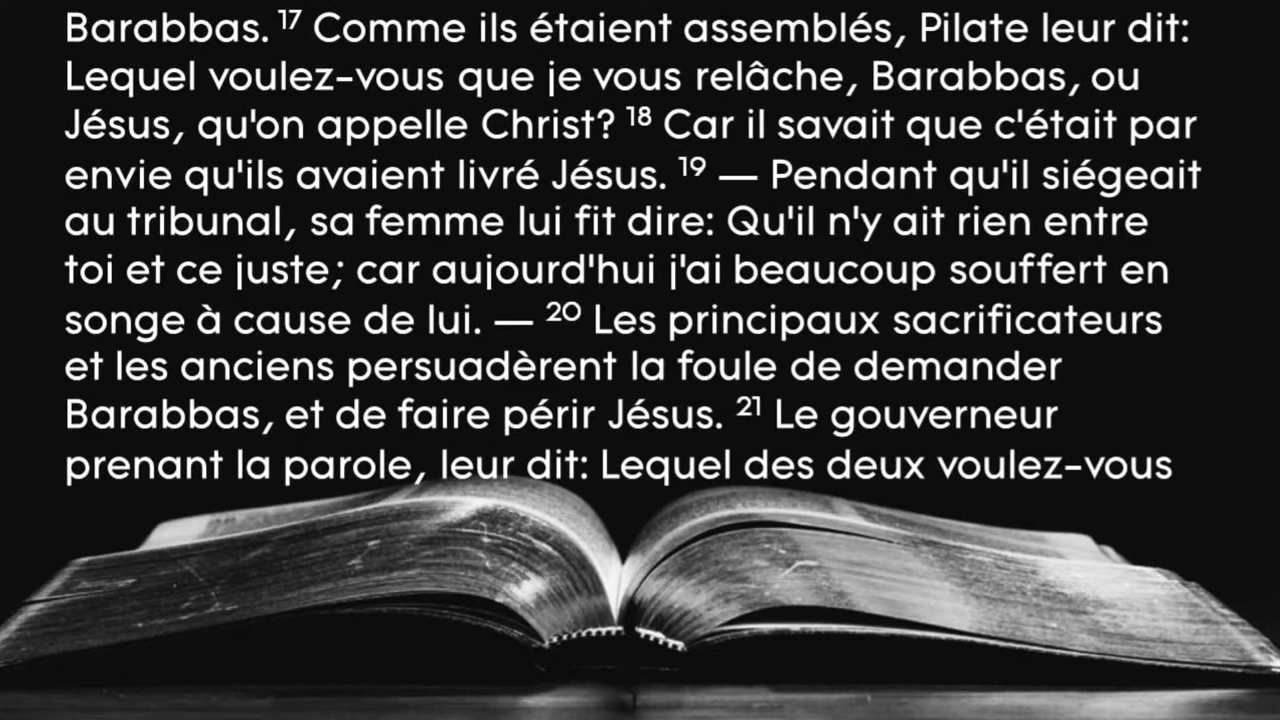 Barabbas. 17 Comme ils étaient assemblés, Pilate leur dit:
Lequel voulez-vous que je vous relâche, Barabbas, ou
Jésus, qu'on appelle Christ? 18 Car il savait que c'était par
envie qu'ils avaient livré Jésus. 19 — Pendant qu'il siégeait
au tribunal, sa femme lui fit dire: Qu'il n'y ait rien entre
toi et ce juste; car aujourd'hui j'ai beaucoup souffert en
songe à cause de lui. — 20 Les principaux sacrificateurs
et les anciens persuadèrent la foule de demander
Barabbas, et de faire périr Jésus. 21 Le gouverneur
prenant la parole, leur dit: Lequel des deux voulez-vous